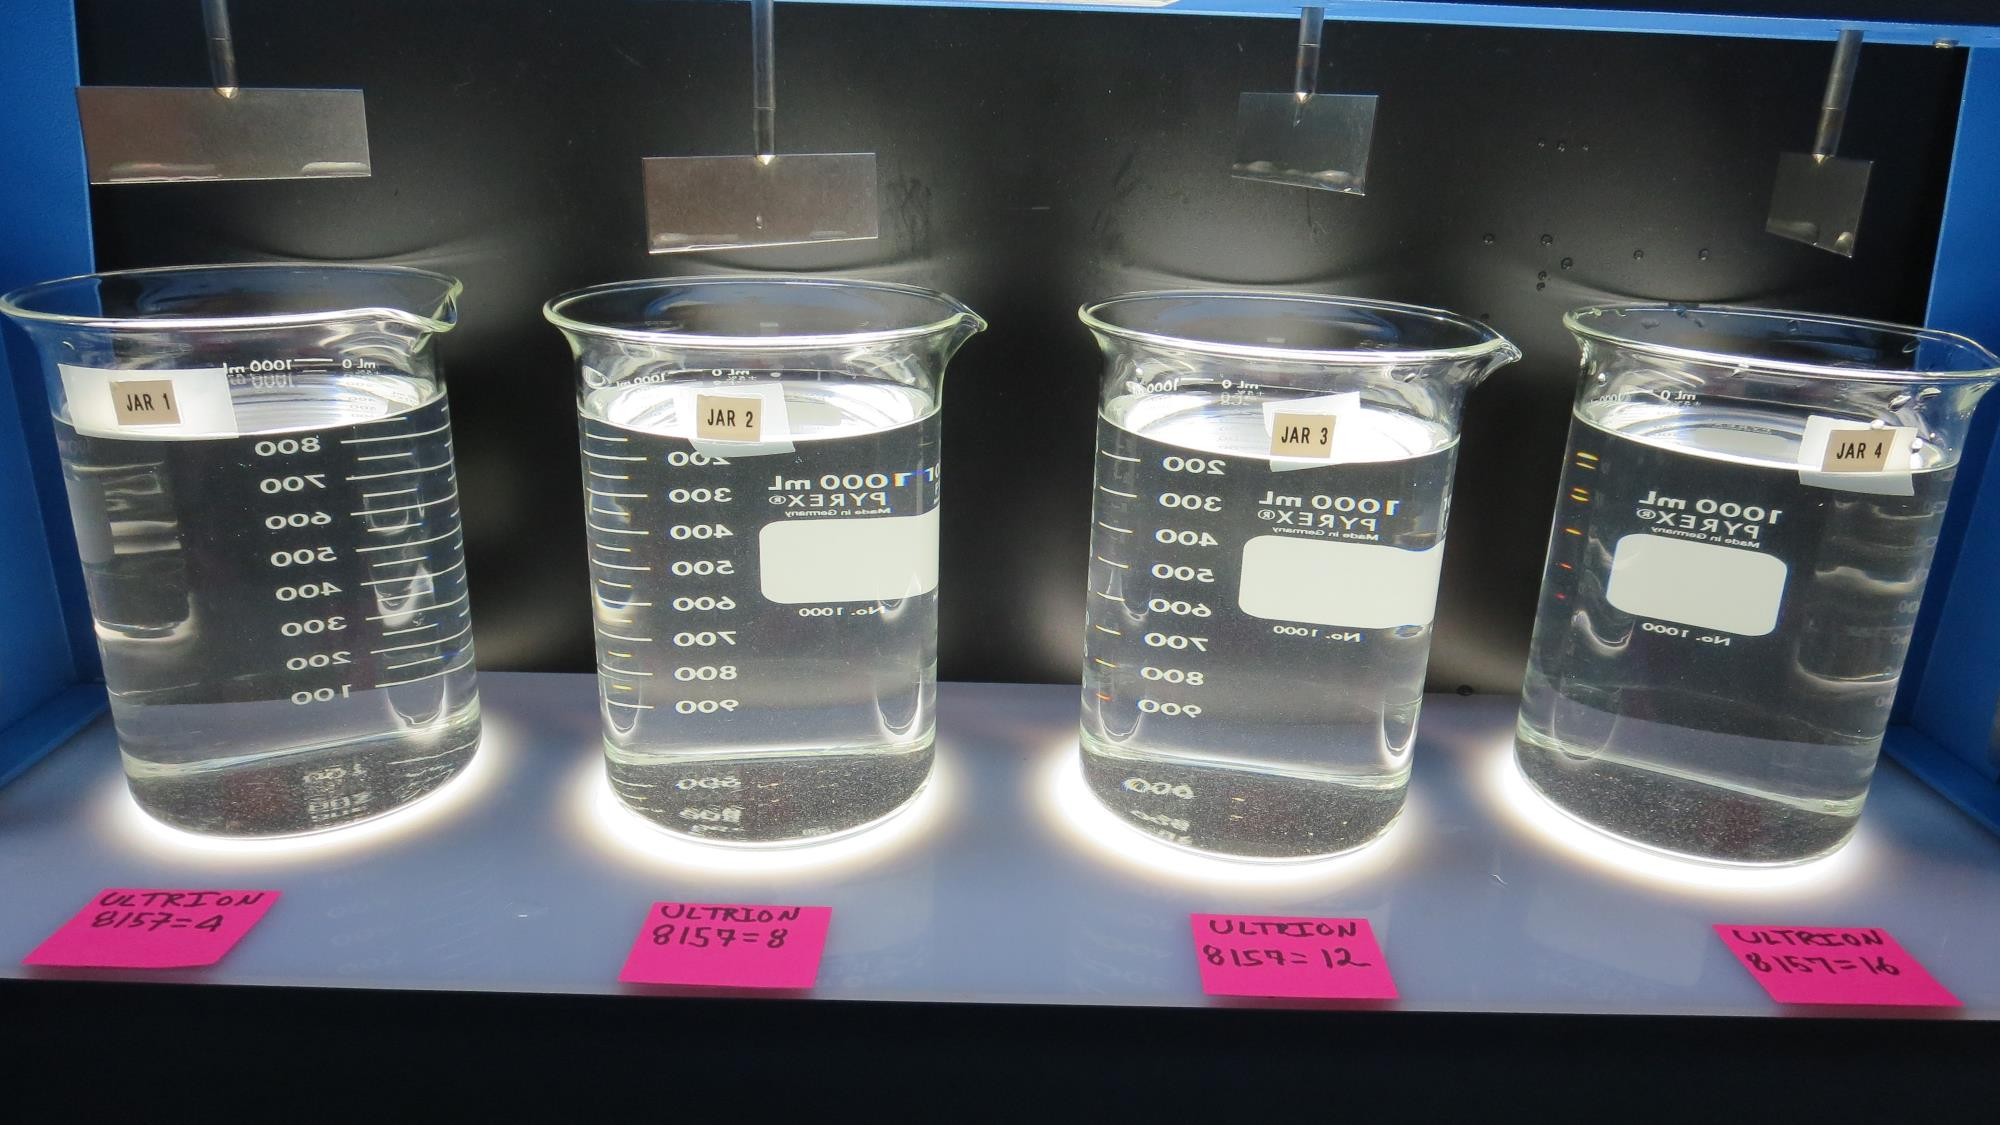 JAR 1
800
700
600
500
400
300
200
100
1000 mL
JAR 2
200
300
400
500
600
700
800
900
1000 mL
PYREX®
Made in Germany
No. 1000
JAR 3
200
300
400
500
600
700
800
900
1000 mL
PYREX®
Made in Germany
No. 1000
JAR 4
1000 mL
PYREX®
Made in Germany
No. 1000
ULTRION
8157=4
ULTRION
8157=8
ULTRION
8157=12
ULTRION
8157=16